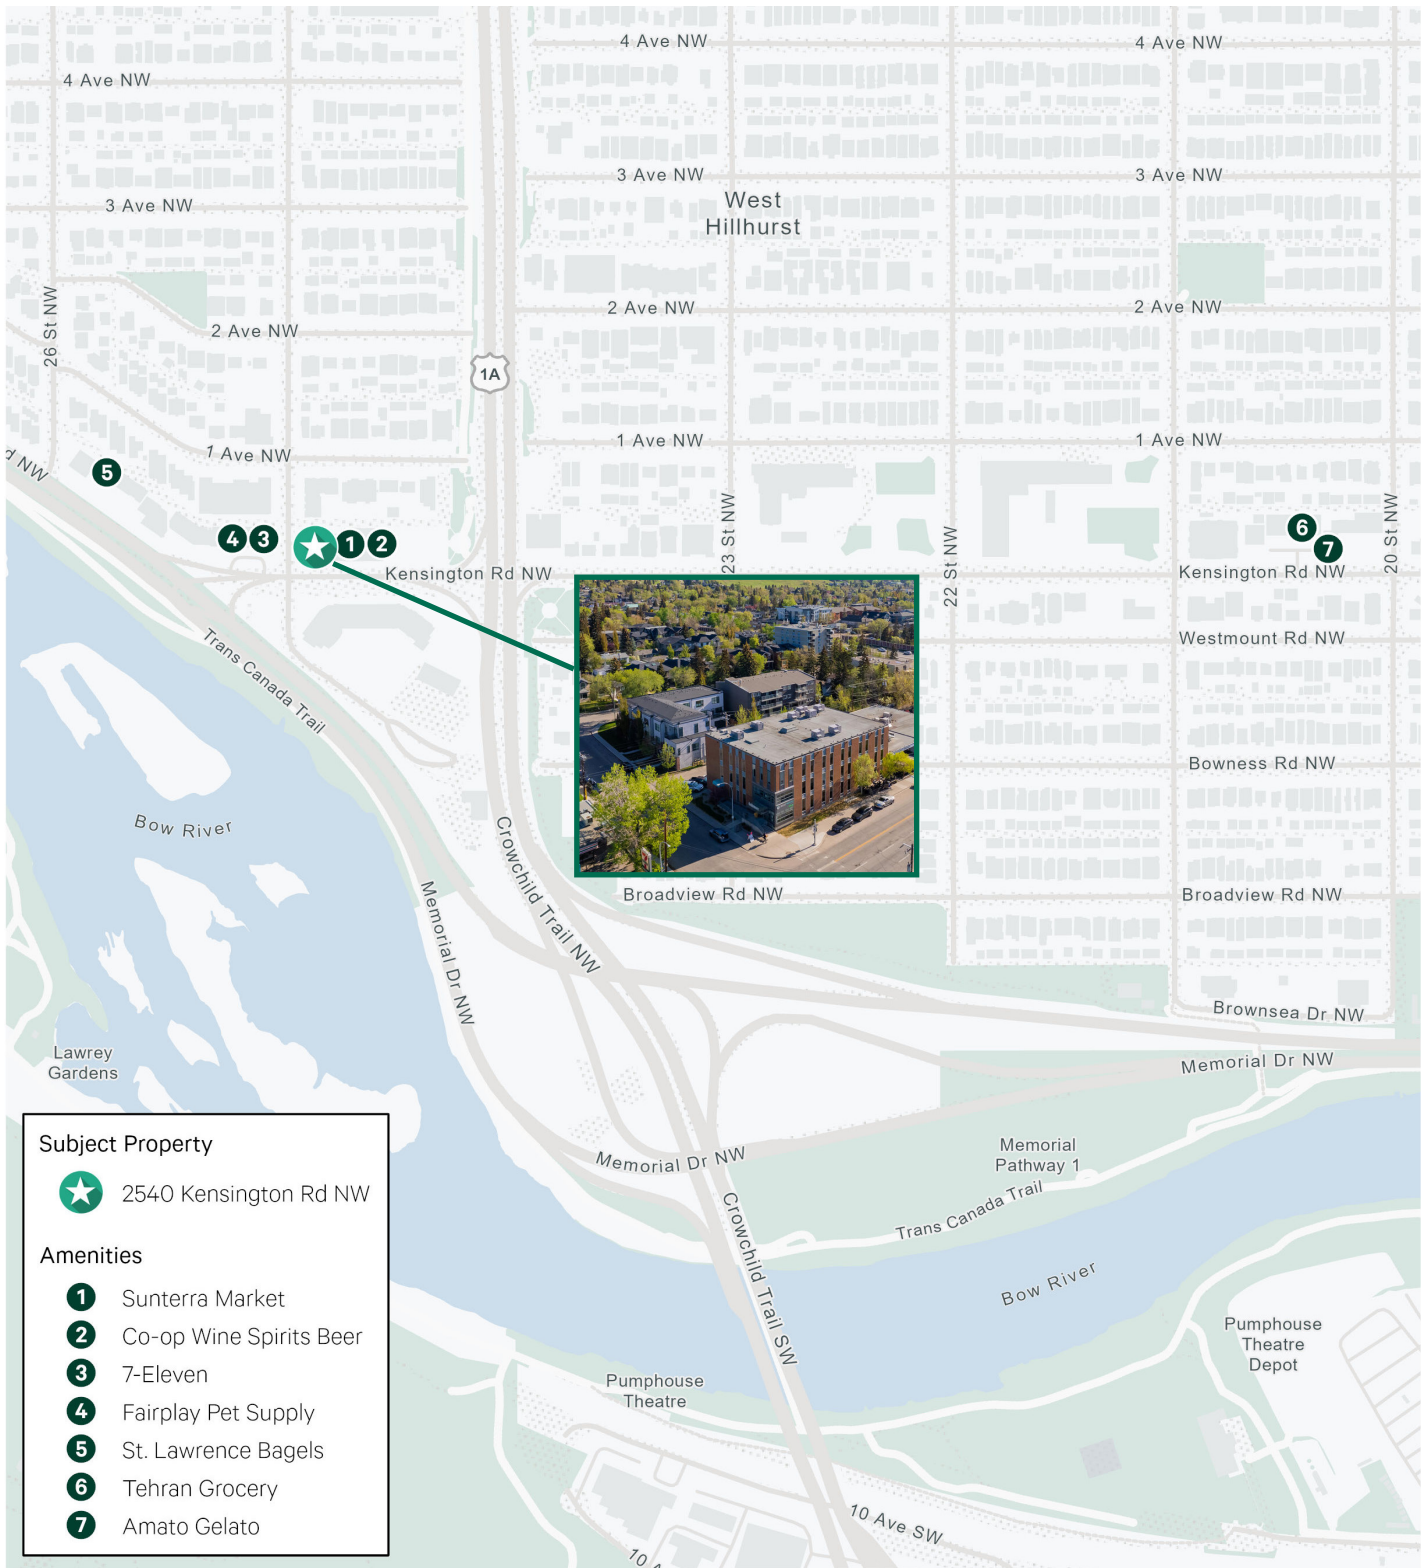 4 Ave NW
4 Ave NW
4 Ave NW
3 Ave NW
3 Ave NW
West
Hillhurst
3 Ave NW
26 St NW
2 Ave NW
2 Ave NW
2 Ave NW
1A
1 Ave NW
1 Ave NW
1 Ave NW
d NW
5
4
3
1
2
23 St NW
22 St NW
20 St NW
6
7
Kensington Rd NW
Kensington Rd NW
Westmount Rd NW
Trans Canada Trail
Bowness Rd NW
Bow River
Crowchild Trail NW
Broadview Rd NW
Broadview Rd NW
Memorial Dr NW
Brownsea Dr NW
Lawrey
Gardens
Memorial Dr NW
Memorial Dr NW
Memorial
Pathway 1
Trans Canada Trail
Crowchild Trail SW
Bow River
Pumphouse
Theatre
Depot
Pumphouse
Theatre
10 Ave SW
10 A
Subject Property
2540 Kensington Rd NW
Amenities
1 Sunterra Market
2 Co-op Wine Spirits Beer
3 7-Eleven
4 Fairplay Pet Supply
5 St. Lawrence Bagels
6 Tehran Grocery
7 Amato Gelato